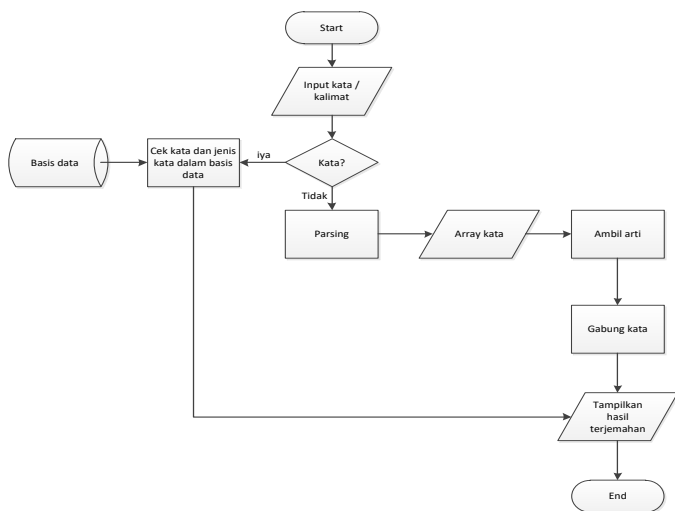 Start
Input kata /
kalimat
Basis data
Cek kata dan jenis
kata dalam basis
data
iya
Kata?
Tidak
Parsing
Array kata
Ambil arti
Gabung kata
Tampilkan
hasil
terjemahan
End